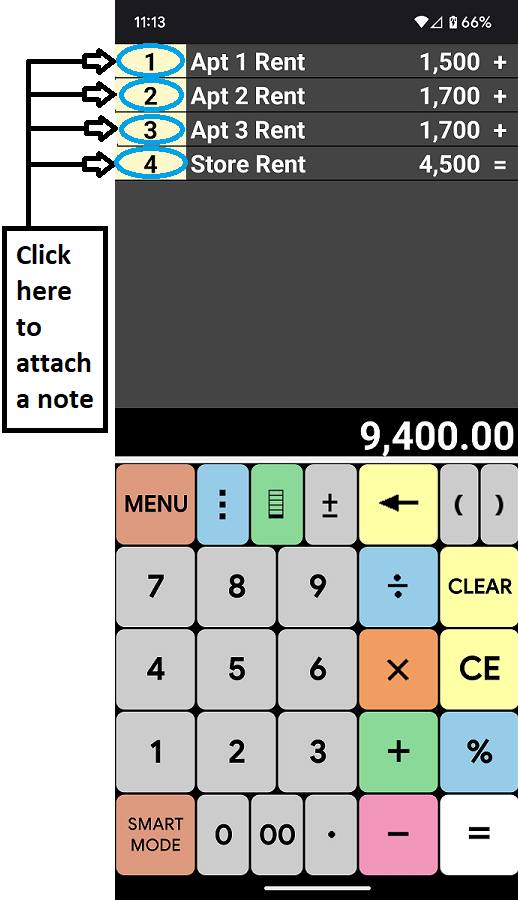 11:13 66%
1 Apt 1 Rent 1,500 +
2 Apt 2 Rent 1,700 +
3 Apt 3 Rent 1,700 +
4 Store Rent 4,500 =
Click
here
to
attach
a note
9,400.00
MENU ⋮ ± ← ( )
7 8 9 ÷ CLEAR
4 5 6 × CE
1 2 3 + %
SMART
MODE
0 00 . − =